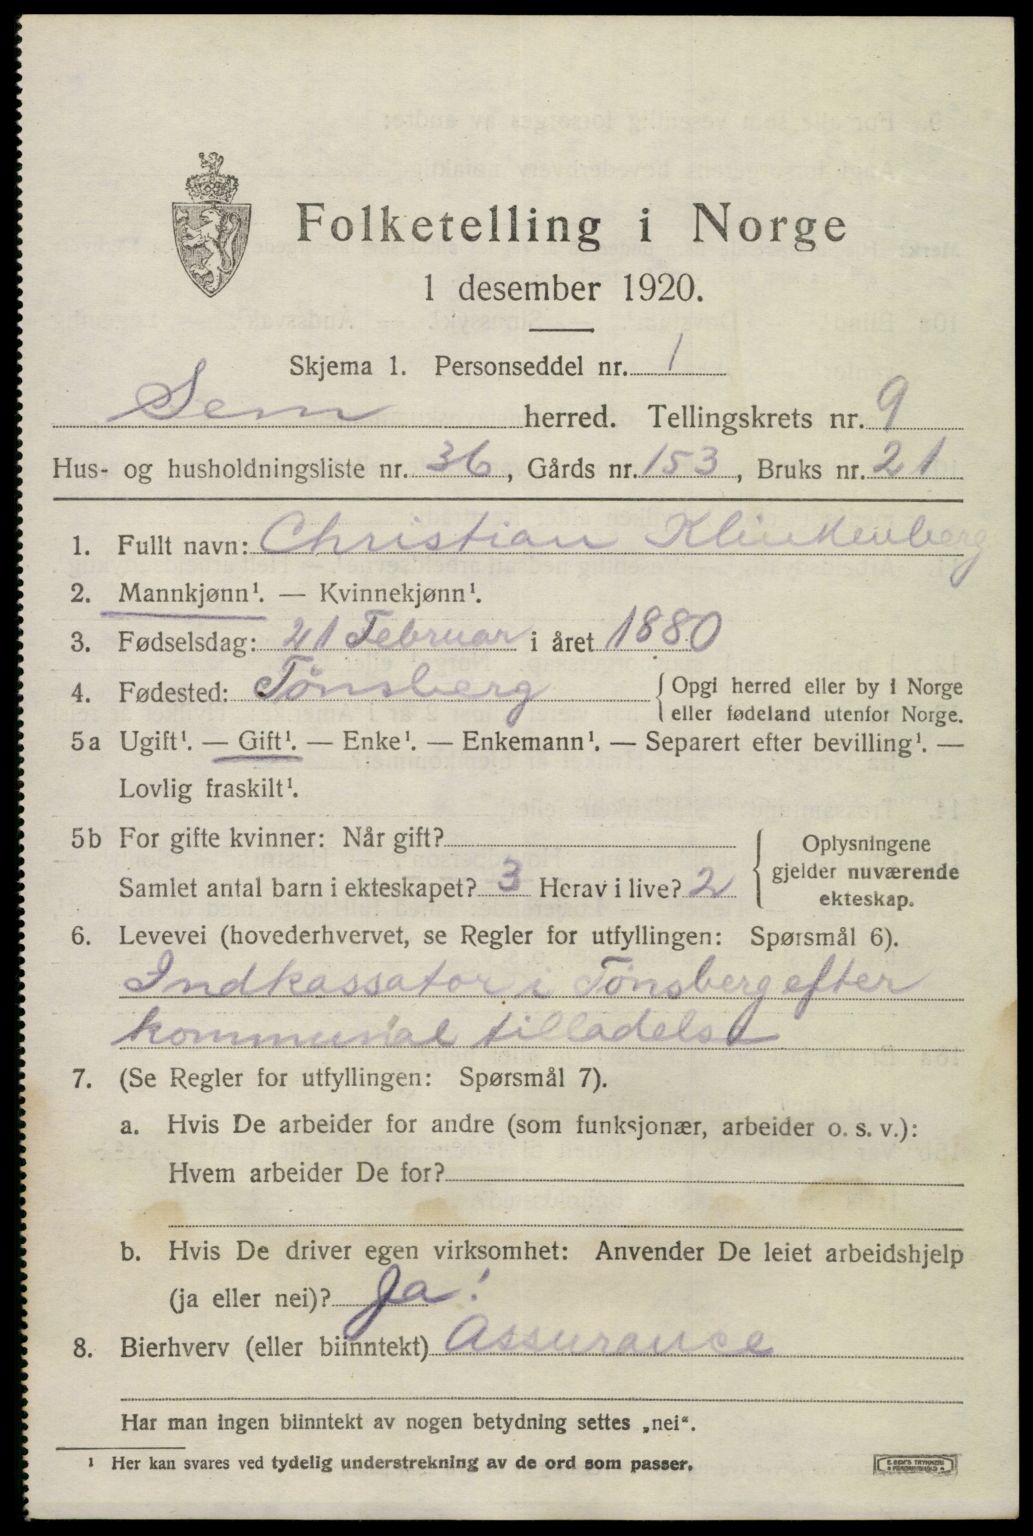 Folketelling i Norge
1 desember 1920.
Skjema 1. Personseddel nr. 1
Sem herred. Tellingskrets nr. 9
Hus- og husholdningsliste nr. 36, Gårds nr. 153, Bruks nr. 21
1. Fullt navn: Christian Klinkenberg
2. Mannkjønn¹. — Kvinnekjønn¹.
3. Fødselsdag: 21 Februar i året 1880
4. Fødested: Tönsberg { Opgi herred eller by i Norge
eller fødeland utenfor Norge.
5a Ugift¹. — Gift¹. — Enke¹. — Enkemann¹. — Separert efter bevilling¹. —
Lovlig fraskilt¹.
5b For gifte kvinner: Når gift?
Samlet antal barn i ekteskapet? 3 Herav i live? 2
Oplysningene
gjelder nuværende
ekteskap.
6. Levevei (hovederhvervet, se Regler for utfyllingen: Spørsmål 6).
Indkassator i Tönsberg efter
kommunal tilladelse
7. (Se Regler for utfyllingen: Spørsmål 7).
a. Hvis De arbeider for andre (som funksjonær, arbeider o. s. v.):
Hvem arbeider De for?
b. Hvis De driver egen virksomhet: Anvender De leiet arbeidshjelp
(ja eller nei)? Ja!
8. Bierhverv (eller biinntekt) Assurance
Har man ingen biinntekt av nogen betydning settes „nei“.
¹ Her kan svares ved tydelig understrekning av de ord som passer.